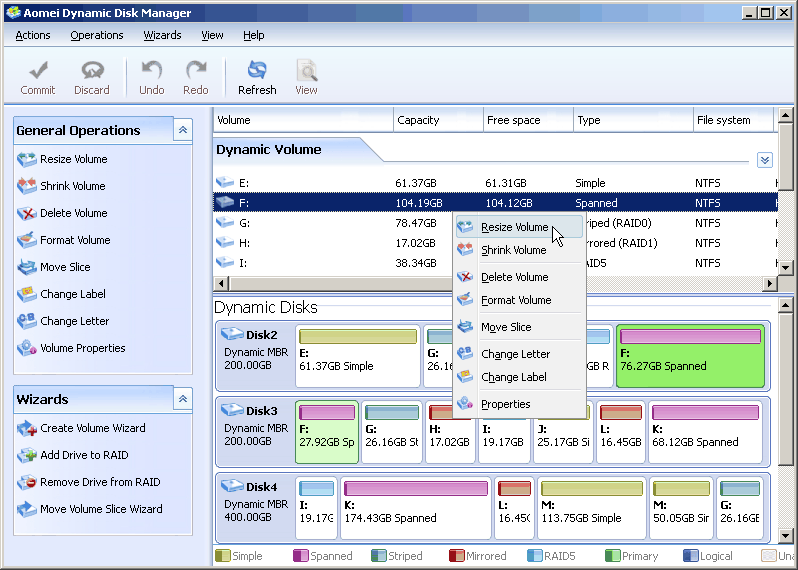 Aomei Dynamic Disk Manager
Actions Operations Wizards View Help
Commit Discard Undo Redo Refresh View
General Operations
Resize Volume
Shrink Volume
Delete Volume
Format Volume
Move Slice
Change Label
Change Letter
Volume Properties
Wizards
Create Volume Wizard
Add Drive to RAID
Remove Drive from RAID
Move Volume Slice Wizard
Volume Capacity Free space Type File system
Dynamic Volume
E: 61.37GB 61.31GB Simple NTFS
F: 104.19GB 104.12GB Spanned NTFS
G: 78.47GB riped (RAID0) NTFS
H: 17.02GB rrored (RAID1) NTFS
I: 38.34GB AID5 NTFS
Resize Volume
Shrink Volume
Delete Volume
Format Volume
Move Slice
Change Letter
Change Label
Properties
Dynamic Disks
Disk2
Dynamic MBR
200.00GB
E:
61.37GB Simple
G:
26.16
GB R
F:
76.27GB Spanned
Disk3
Dynamic MBR
200.00GB
F:
27.92GB Sp
G:
26.16GB St
H:
17.02GB
I:
19.17GB
J:
25.17GB Si
L:
16.45GB
K:
68.12GB Spanned
Disk4
Dynamic MBR
400.00GB
I:
19.17G
K:
174.43GB Spanned
L:
16.45G
M:
113.75GB Simple
M:
50.05GB Sir
G:
26.16GB
Simple Spanned Striped Mirrored RAID5 Primary Logical Una